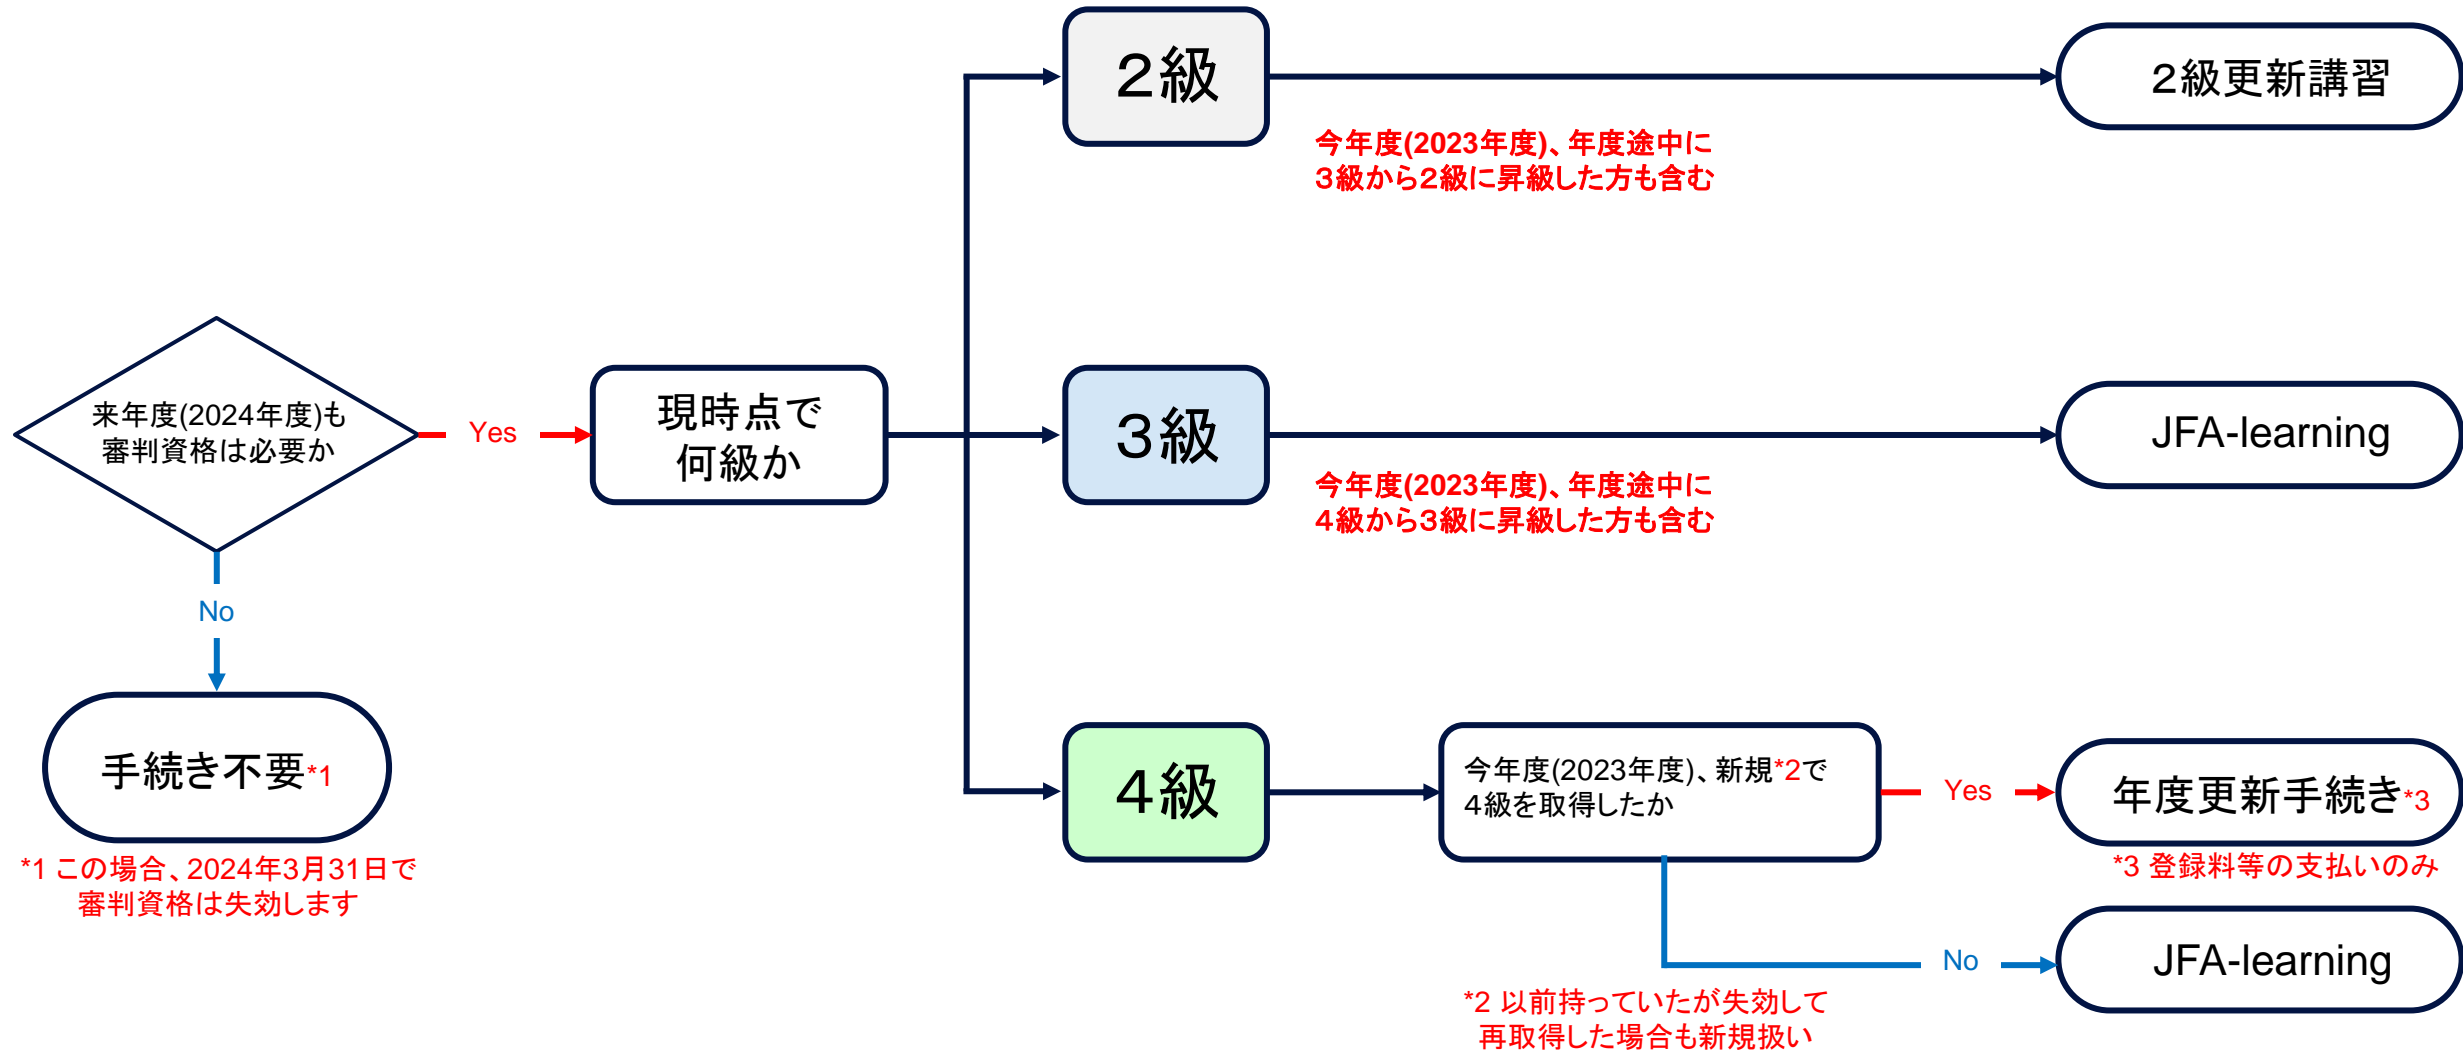 来年度(2024年度)も
審判資格は必要か
Yes
No
手続き不要*1
*1 この場合、2024年3月31日で
審判資格は失効します
現時点で
何級か
２級
今年度(2023年度)、年度途中に
３級から２級に昇級した方も含む
２級更新講習
３級
今年度(2023年度)、年度途中に
４級から３級に昇級した方も含む
JFA-learning
４級
今年度(2023年度)、新規*2で
４級を取得したか
Yes
年度更新手続き*3
*3 登録料等の支払いのみ
No
JFA-learning
*2 以前持っていたが失効して
再取得した場合も新規扱い